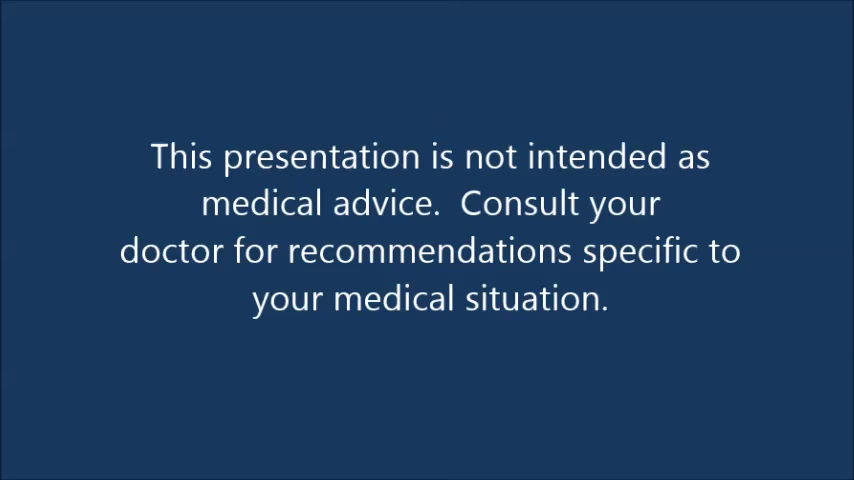 This presentation is not intended as
medical advice.  Consult your
doctor for recommendations specific to
your medical situation.